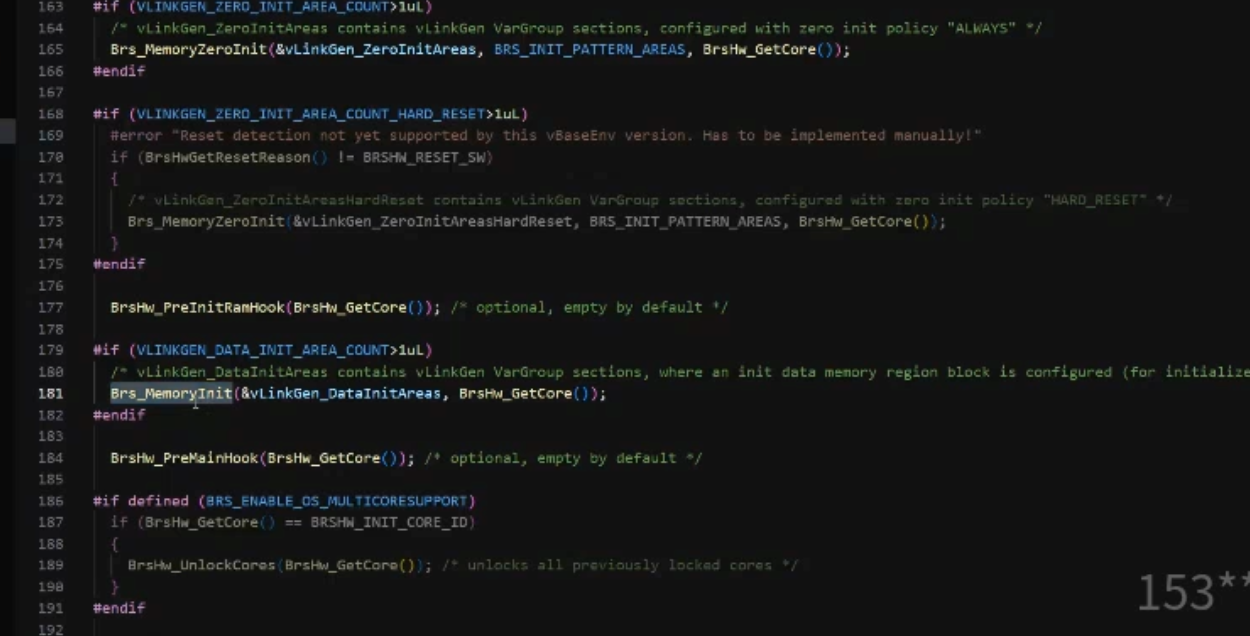 163 #if (VLINKGEN_ZERO_INIT_AREA_COUNT>1uL)
164 /* vLinkGen_ZeroInitAreas contains vLinkGen VarGroup sections, configured with zero init policy "ALWAYS" */
165 Brs_MemoryZeroInit(&vLinkGen_ZeroInitAreas, BRS_INIT_PATTERN_AREAS, BrsHw_GetCore());
166 #endif
167
168 #if (VLINKGEN_ZERO_INIT_AREA_COUNT_HARD_RESET>1uL)
169 #error "Reset detection not yet supported by this vBaseEnv version. Has to be implemented manually!"
170 if (BrsHwGetResetReason() != BRSHW_RESET_SW)
171 {
172 /* vLinkGen_ZeroInitAreasHardReset contains vLinkGen VarGroup sections, configured with zero init policy "HARD_RESET" */
173 Brs_MemoryZeroInit(&vLinkGen_ZeroInitAreasHardReset, BRS_INIT_PATTERN_AREAS, BrsHw_GetCore());
174 }
175 #endif
176
177 BrsHw_PreInitRamHook(BrsHw_GetCore()); /* optional, empty by default */
178
179 #if (VLINKGEN_DATA_INIT_AREA_COUNT>1uL)
180 /* vLinkGen_DataInitAreas contains vLinkGen VarGroup sections, where an init data memory region block is configured (for initialize
181 Brs_MemoryInit(&vLinkGen_DataInitAreas, BrsHw_GetCore());
182 #endif
183
184 BrsHw_PreMainHook(BrsHw_GetCore()); /* optional, empty by default */
185
186 #if defined (BRS_ENABLE_OS_MULTICORESUPPORT)
187 if (BrsHw_GetCore() == BRSHW_INIT_CORE_ID)
188 {
189 BrsHw_UnlockCores(BrsHw_GetCore()); /* unlocks all previously locked cores */
190 }
191 #endif
192
153**